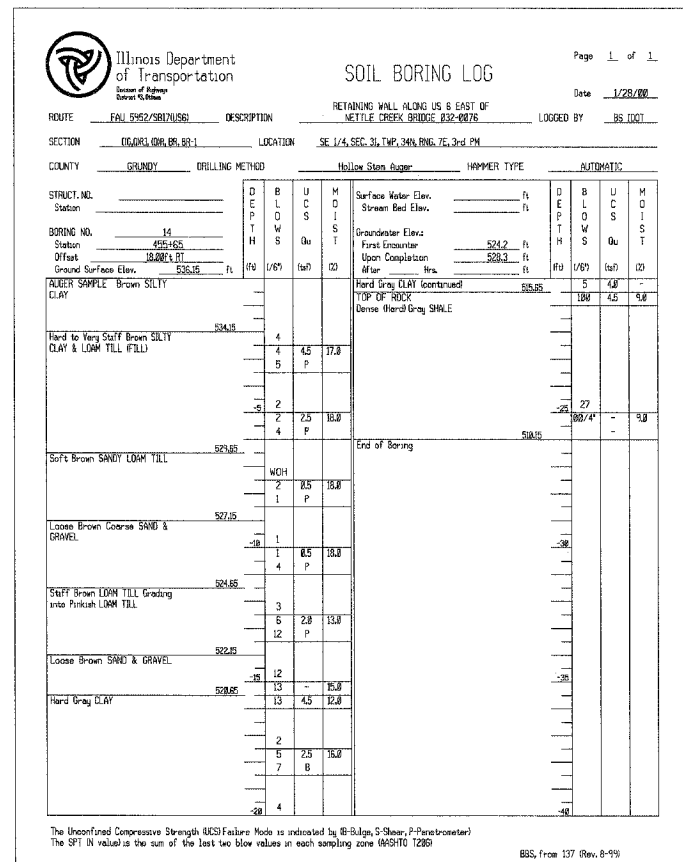 Illinois Department
of Transportation
Division of Highways
SOIL BORING LOG
Page 1 of 1
Date 1/28/00
ROUTE FAU 5952/SB17(US6) DESCRIPTION RETAINING WALL ALONG US 6 EAST OF
NETTLE CREEK BRIDGE 032-0076 LOGGED BY BS IDOT
SECTION LOCATION SE 1/4, SEC. 31, TWP. 34N, RNG. 7E, 3rd PM
COUNTY GRUNDY DRILLING METHOD Hollow Stem Auger HAMMER TYPE AUTOMATIC
STRUCT. NO.
Station
BORING NO. 14
Station 455+65
Offset 18.00ft RT
Ground Surface Elev. 536.15 ft
DEPTH (ft)
BLOWS (/6")
UCS Qu (tsf)
MOIST (%)
Surface Water Elev. ft
Stream Bed Elev. ft
Groundwater Elev.:
First Encounter 524.2 ft
Upon Completion 528.3 ft
After Hrs. ft
DEPTH (ft)
BLOWS (/6")
UCS Qu (tsf)
MOIST (%)
AUGER SAMPLE Brown SILTY
CLAY
534.15
Hard to Very Stiff Brown SILTY 4
CLAY & LOAM TILL (FILL) 4 4.5 17.0
5 P
-5 2
2 2.5 18.0
4 P
529.65
Soft Brown SANDY LOAM TILL
WOH
2 0.5 18.0
1 P
527.15
Loose Brown Coarse SAND &
GRAVEL
-10 1
1 0.5 18.0
4 P
524.65
Stiff Brown LOAM TILL Grading
into Pinkish LOAM TILL 3
6 2.0 13.0
12 P
522.15
Loose Brown SAND & GRAVEL
-15 12
520.65 13 - 15.0
Hard Gray CLAY 13 4.5 12.0
2
5 2.5 16.0
7 B
-20 4
Hard Gray CLAY (continued) 515.65 5 4.0 -
TOP OF ROCK 100 4.5 9.0
Dense (Hard) Gray SHALE
-25 27
00/4" - 9.0
510.15 -
End of Boring
-30
-35
-40
The Unconfined Compressive Strength (UCS) Failure Mode is indicated by (B-Bulge, S-Shear, P-Penetrometer)
The SPT (N value) is the sum of the last two blow values in each sampling zone (AASHTO T206)
BBS, from 137 (Rev. 8-99)